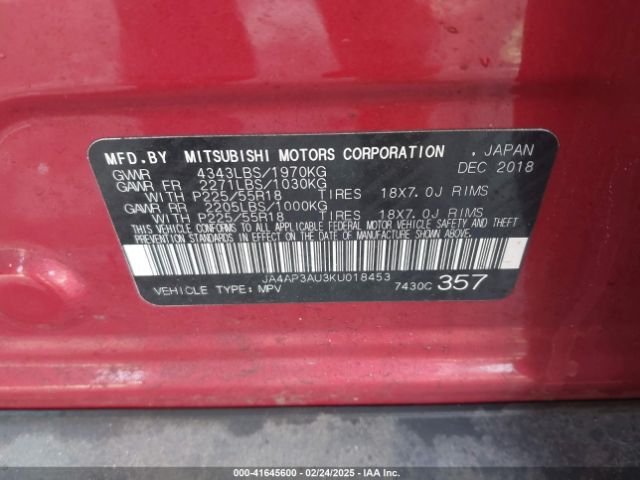 MFD.BY MITSUBISHI MOTORS CORPORATION , JAPAN
GVWR 4343LBS/1970KG DEC 2018
GAWR FR 2271LBS/1030KG
WITH P225/55R18 TIRES 18X7.0J RIMS
GAWR RR 2205LBS/1000KG
WITH P225/55R18 TIRES 18X7.0J RIMS
THIS VEHICLE CONFORMS TO ALL APPLICABLE FEDERAL MOTOR VEHICLE SAFETY AND THEFT
PREVENTION STANDARDS IN EFFECT ON THE DATE OF MANUFACTURE SHOWN ABOVE.
JA4AP3AU3KU018453
VEHICLE TYPE: MPV 7430C 357
000-41645600 - 02/24/2025 - IAAI.COM